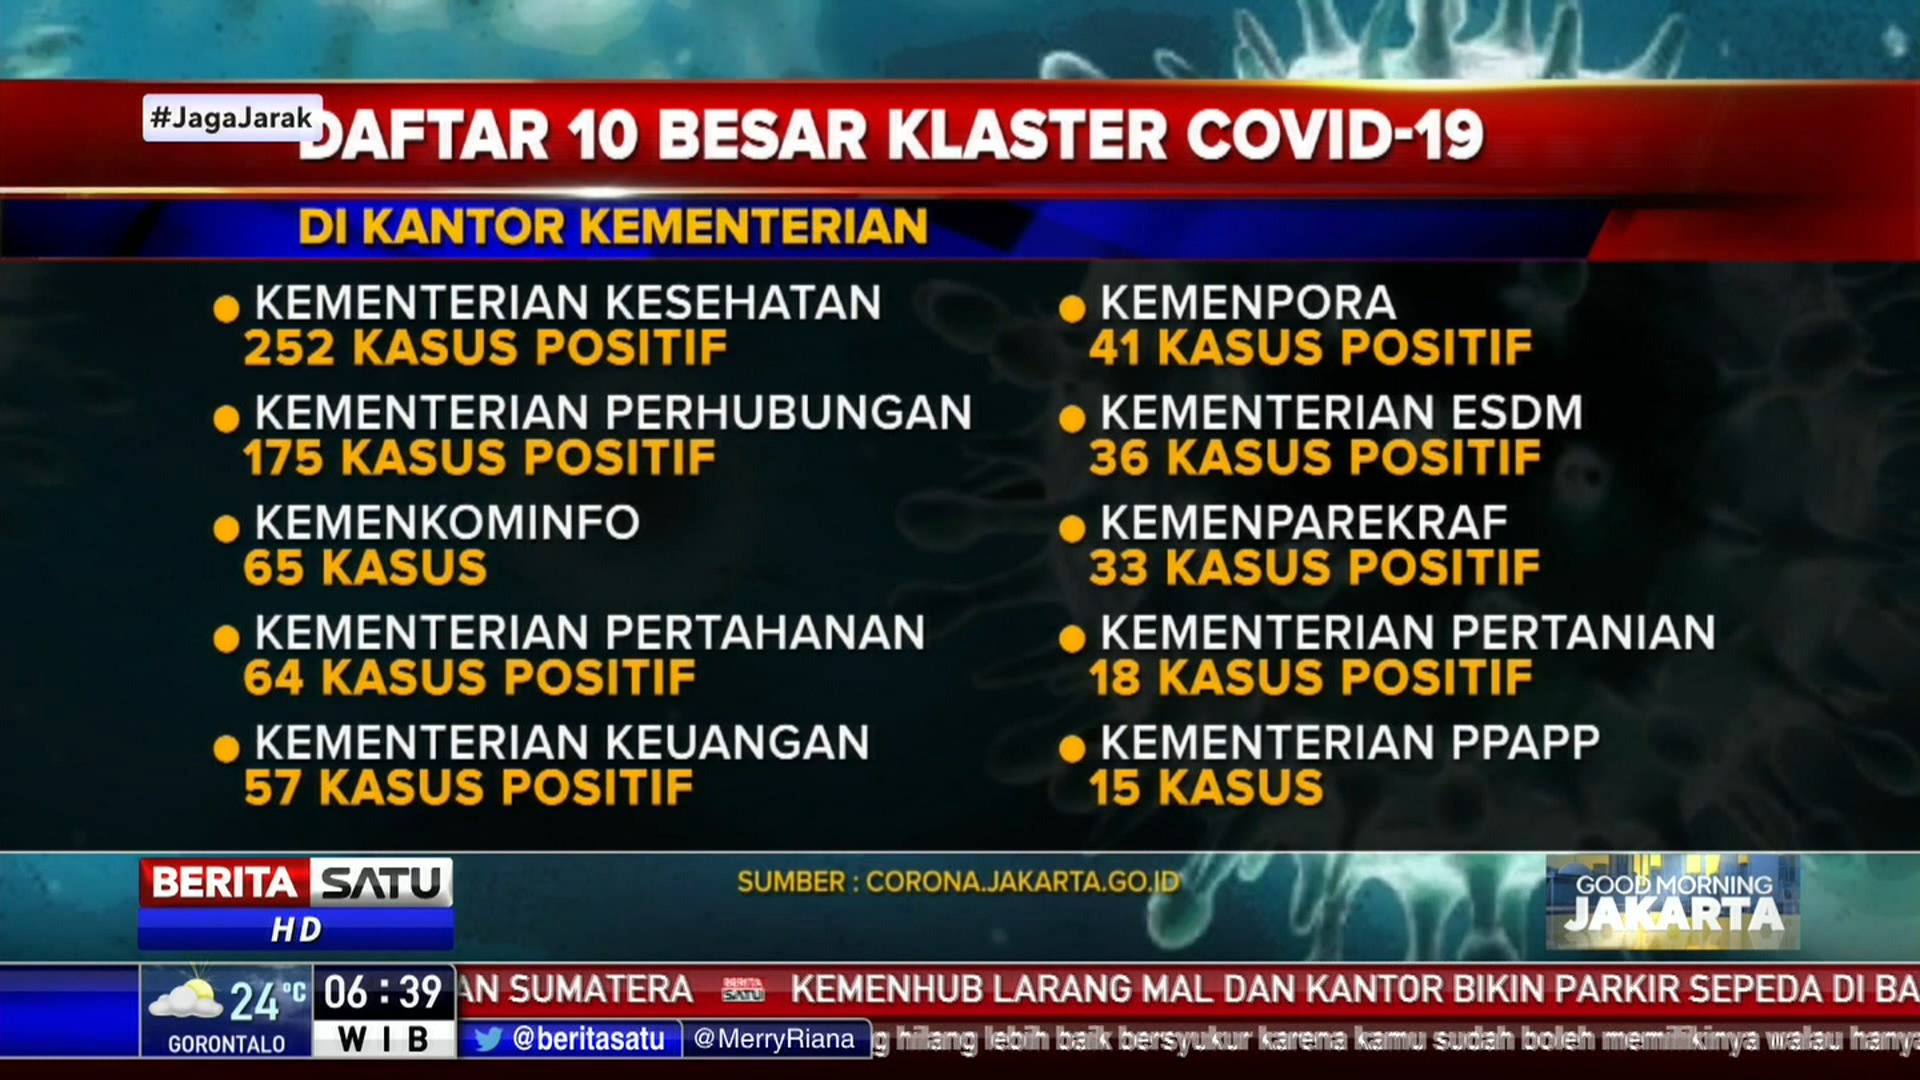 #JagaJarak
DAFTAR 10 BESAR KLASTER COVID-19
DI KANTOR KEMENTERIAN
KEMENTERIAN KESEHATAN
252 KASUS POSITIF
KEMENTERIAN PERHUBUNGAN
175 KASUS POSITIF
KEMENKOMINFO
65 KASUS
KEMENTERIAN PERTAHANAN
64 KASUS POSITIF
KEMENTERIAN KEUANGAN
57 KASUS POSITIF
KEMENPORA
41 KASUS POSITIF
KEMENTERIAN ESDM
36 KASUS POSITIF
KEMENPAREKRAF
33 KASUS POSITIF
KEMENTERIAN PERTANIAN
18 KASUS POSITIF
KEMENTERIAN PPAPP
15 KASUS
BERITA SATU
HD
SUMBER : CORONA.JAKARTA.GO.ID
GOOD MORNING
JAKARTA
24°C
GORONTALO
06:39
WIB
AN SUMATERA BERITA SATU KEMENHUB LARANG MAL DAN KANTOR BIKIN PARKIR SEPEDA DI BA
@beritasatu @MerryRiana g hilang lebih baik bersyukur karena kamu sudah boleh memilikinya walau hanya